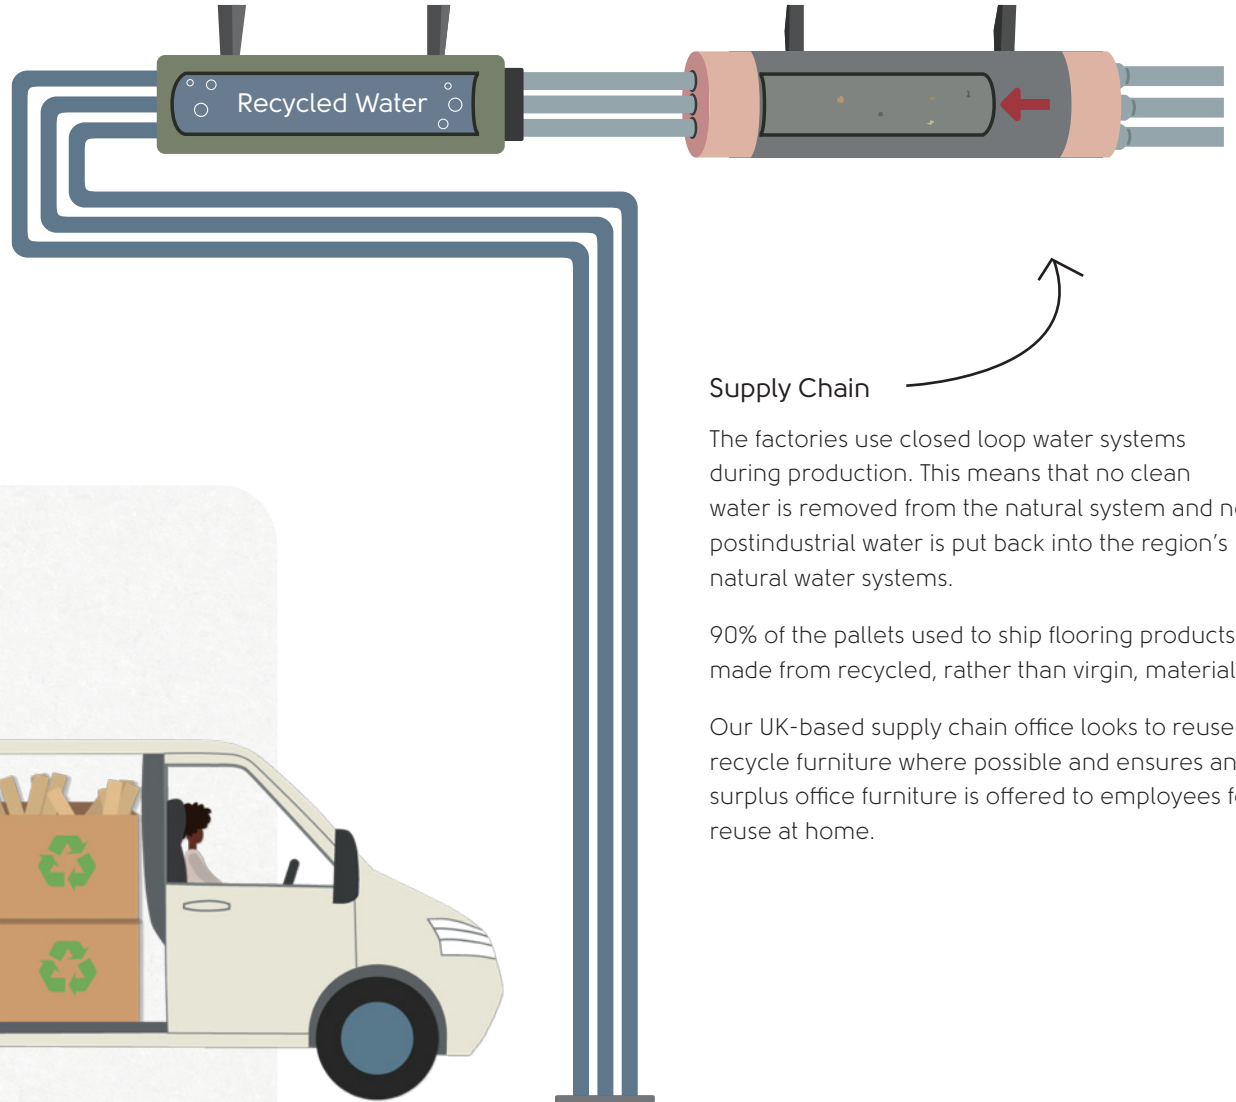 Recycled Water
Supply Chain
The factories use closed loop water systems
during production. This means that no clean
water is removed from the natural system and
postindustrial water is put back into the region's
natural water systems.
90% of the pallets used to ship flooring products
made from recycled, rather than virgin, material
Our UK-based supply chain office looks to reuse
recycle furniture where possible and ensures
surplus office furniture is offered to employees
reuse at home.